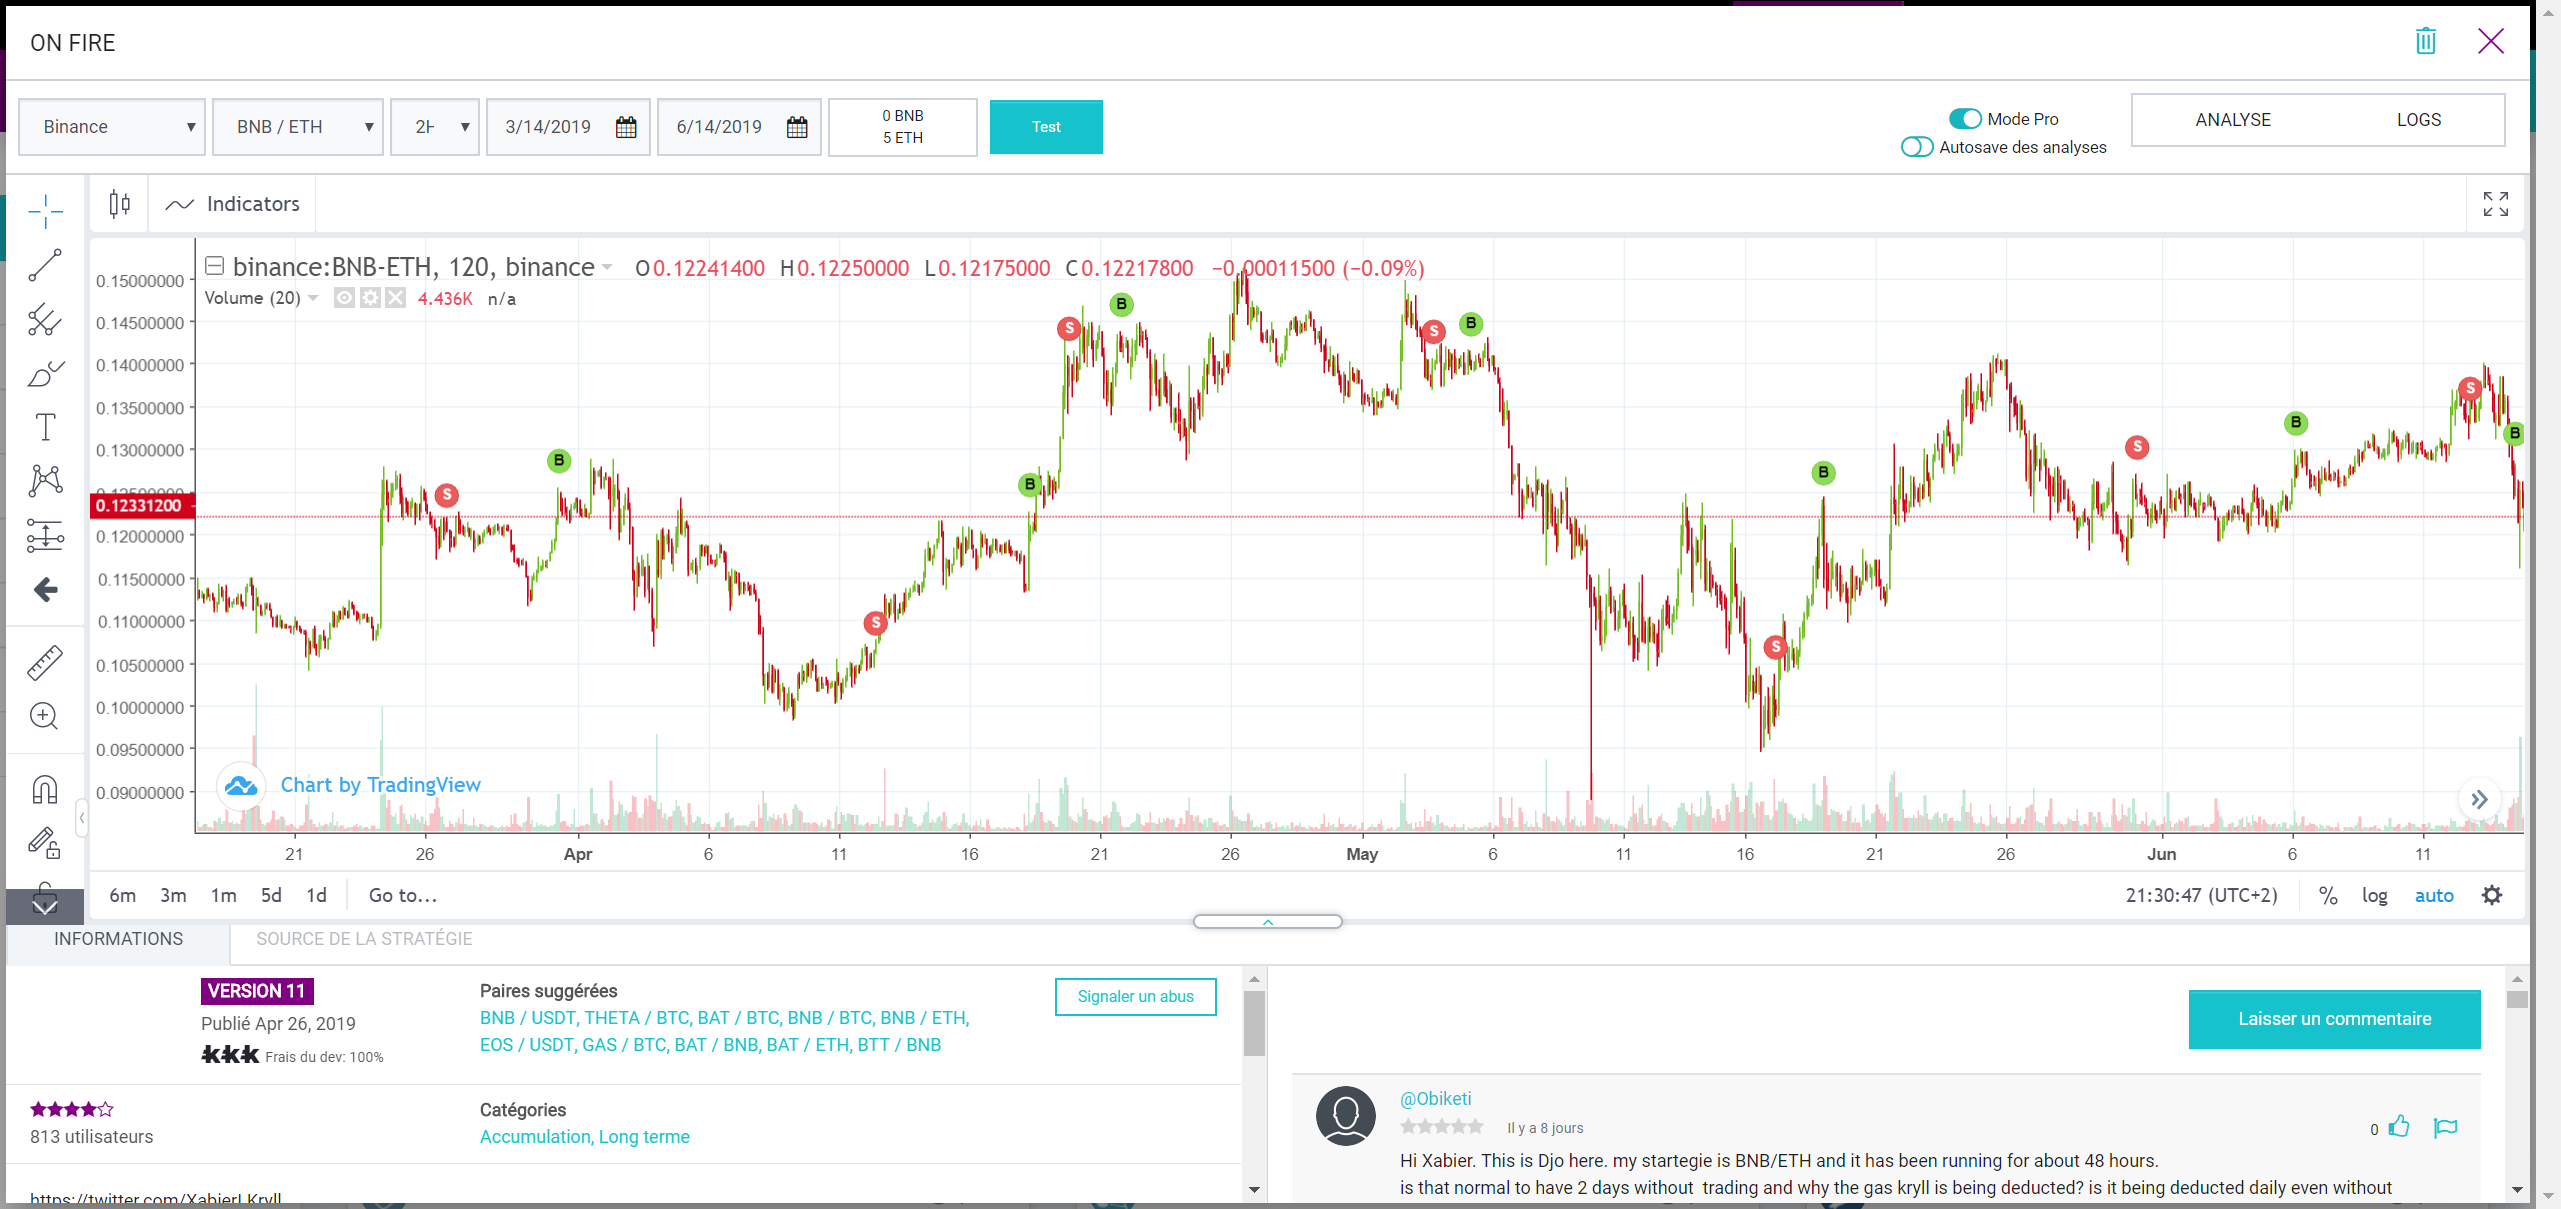 ON FIRE
Binance BNB / ETH 2H 3/14/2019 6/14/2019 0 BNB 5 ETH Test
Mode Pro
Autosave des analyses
ANALYSE LOGS
Indicators
binance:BNB-ETH, 120, binance O0.12241400 H0.12250000 L0.12175000 C0.12217800 −0.00011500 (−0.09%)
Volume (20) 4.436K n/a
0.15000000
0.14500000
0.14000000
0.13500000
0.13000000
0.12500000
0.12331200
0.12000000
0.11500000
0.11000000
0.10500000
0.10000000
0.09500000
0.09000000
S B B S B S B S B S B S B
Chart by TradingView
21 26 Apr 6 11 16 21 26 May 6 11 16 21 26 Jun 6 11
6m 3m 1m 5d 1d Go to... 21:30:47 (UTC+2) % log auto
INFORMATIONS SOURCE DE LA STRATÉGIE
VERSION 11
Publié Apr 26, 2019
Frais du dev: 100%
Paires suggérées
BNB / USDT, THETA / BTC, BAT / BTC, BNB / BTC, BNB / ETH,
EOS / USDT, GAS / BTC, BAT / BNB, BAT / ETH, BTT / BNB
Signaler un abus
813 utilisateurs
Catégories
Accumulation, Long terme
https://twitter.com/XabierLKryll
Laisser un commentaire
@Obiketi
Il y a 8 jours
0
Hi Xabier. This is Djo here. my startegie is BNB/ETH and it has been running for about 48 hours.
is that normal to have 2 days without trading and why the gas kryll is being deducted? is it being deducted daily even without